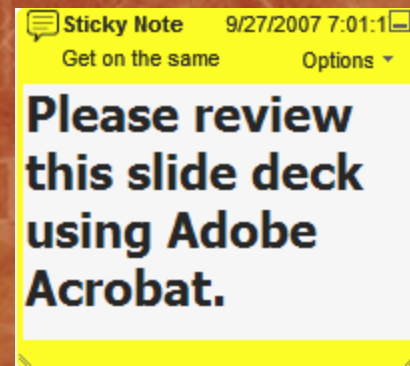 Sticky Note 9/27/2007 7:01:1
Get on the same Options
Please review
this slide deck
using Adobe
Acrobat.